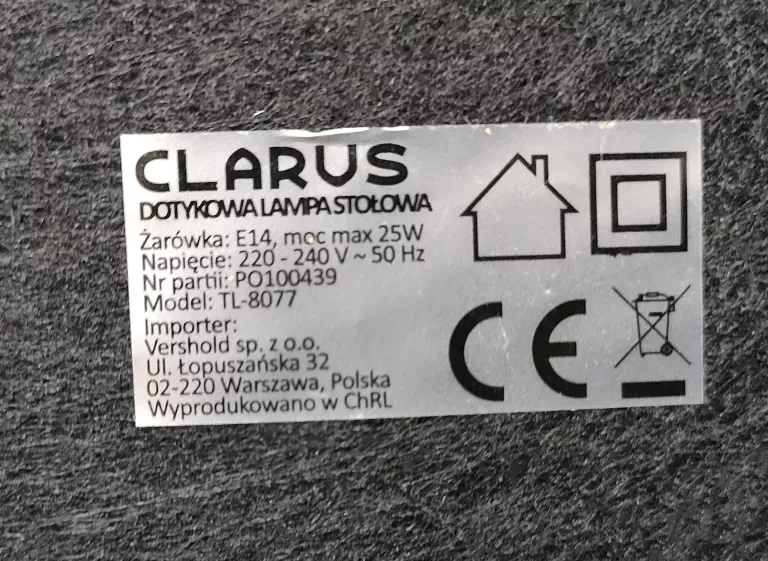 CLARUS
DOTYKOWA LAMPA STOŁOWA
Żarówka: E14, moc max 25W
Napięcie: 220 - 240 V ~ 50 Hz
Nr partii: PO100439
Model: TL-8077
Importer:
Vershold sp. z o.o.
Ul. Łopuszańska 32
02-220 Warszawa, Polska
Wyprodukowano w ChRL
CE